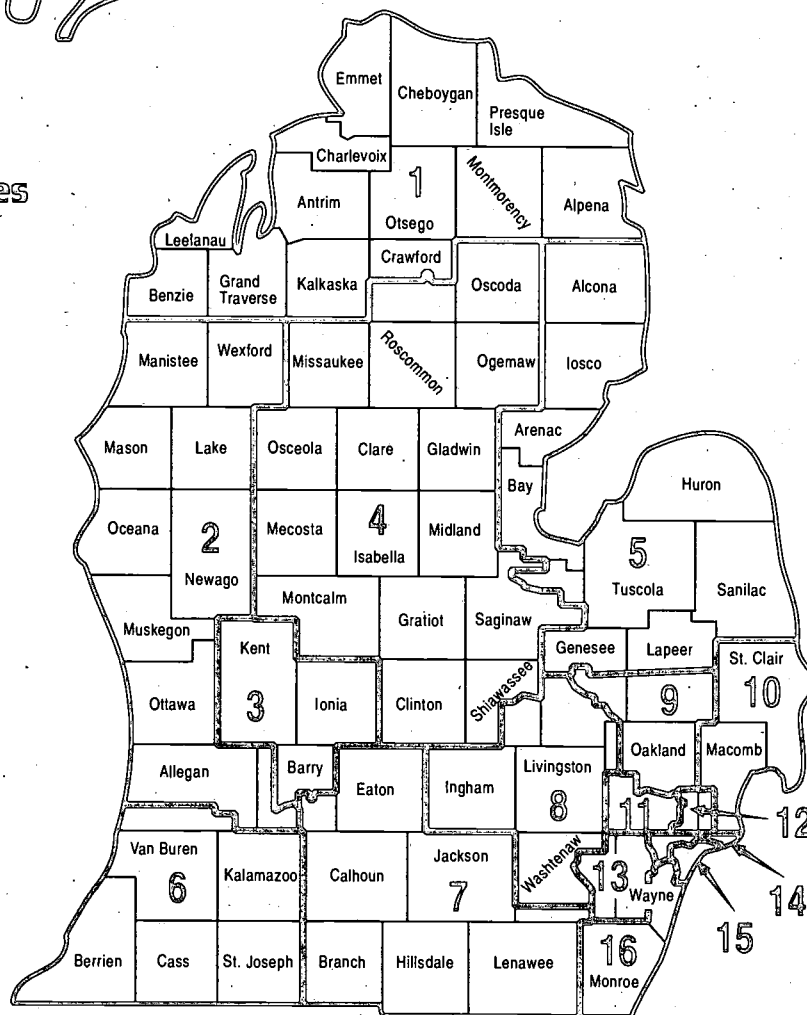 es
Emmet
Cheboygan
Presque
Isle
Charlevoix
1
Montmorency
Antrim
Otsego
Alpena
Leelanau
Crawford
Benzie
Grand
Traverse
Kalkaska
Oscoda
Alcona
Manistee
Wexford
Missaukee
Roscommon
Ogemaw
Iosco
Arenac
Mason
Lake
Osceola
Clare
Gladwin
Bay
Huron
Oceana
2
Newago
Mecosta
4
Isabella
Midland
5
Tuscola
Sanilac
Montcalm
Muskegon
Gratiot
Saginaw
Kent
Genesee
Lapeer
St. Clair
10
Ottawa
3
Ionia
Clinton
Shiawassee
9
Allegan
Barry
Eaton
Ingham
Livingston
8
Oakland
Macomb
11
12
Van Buren
6
Kalamazoo
Calhoun
Jackson
7
Washtenaw
13
Wayne
14
15
Berrien
Cass
St. Joseph
Branch
Hillsdale
Lenawee
16
Monroe